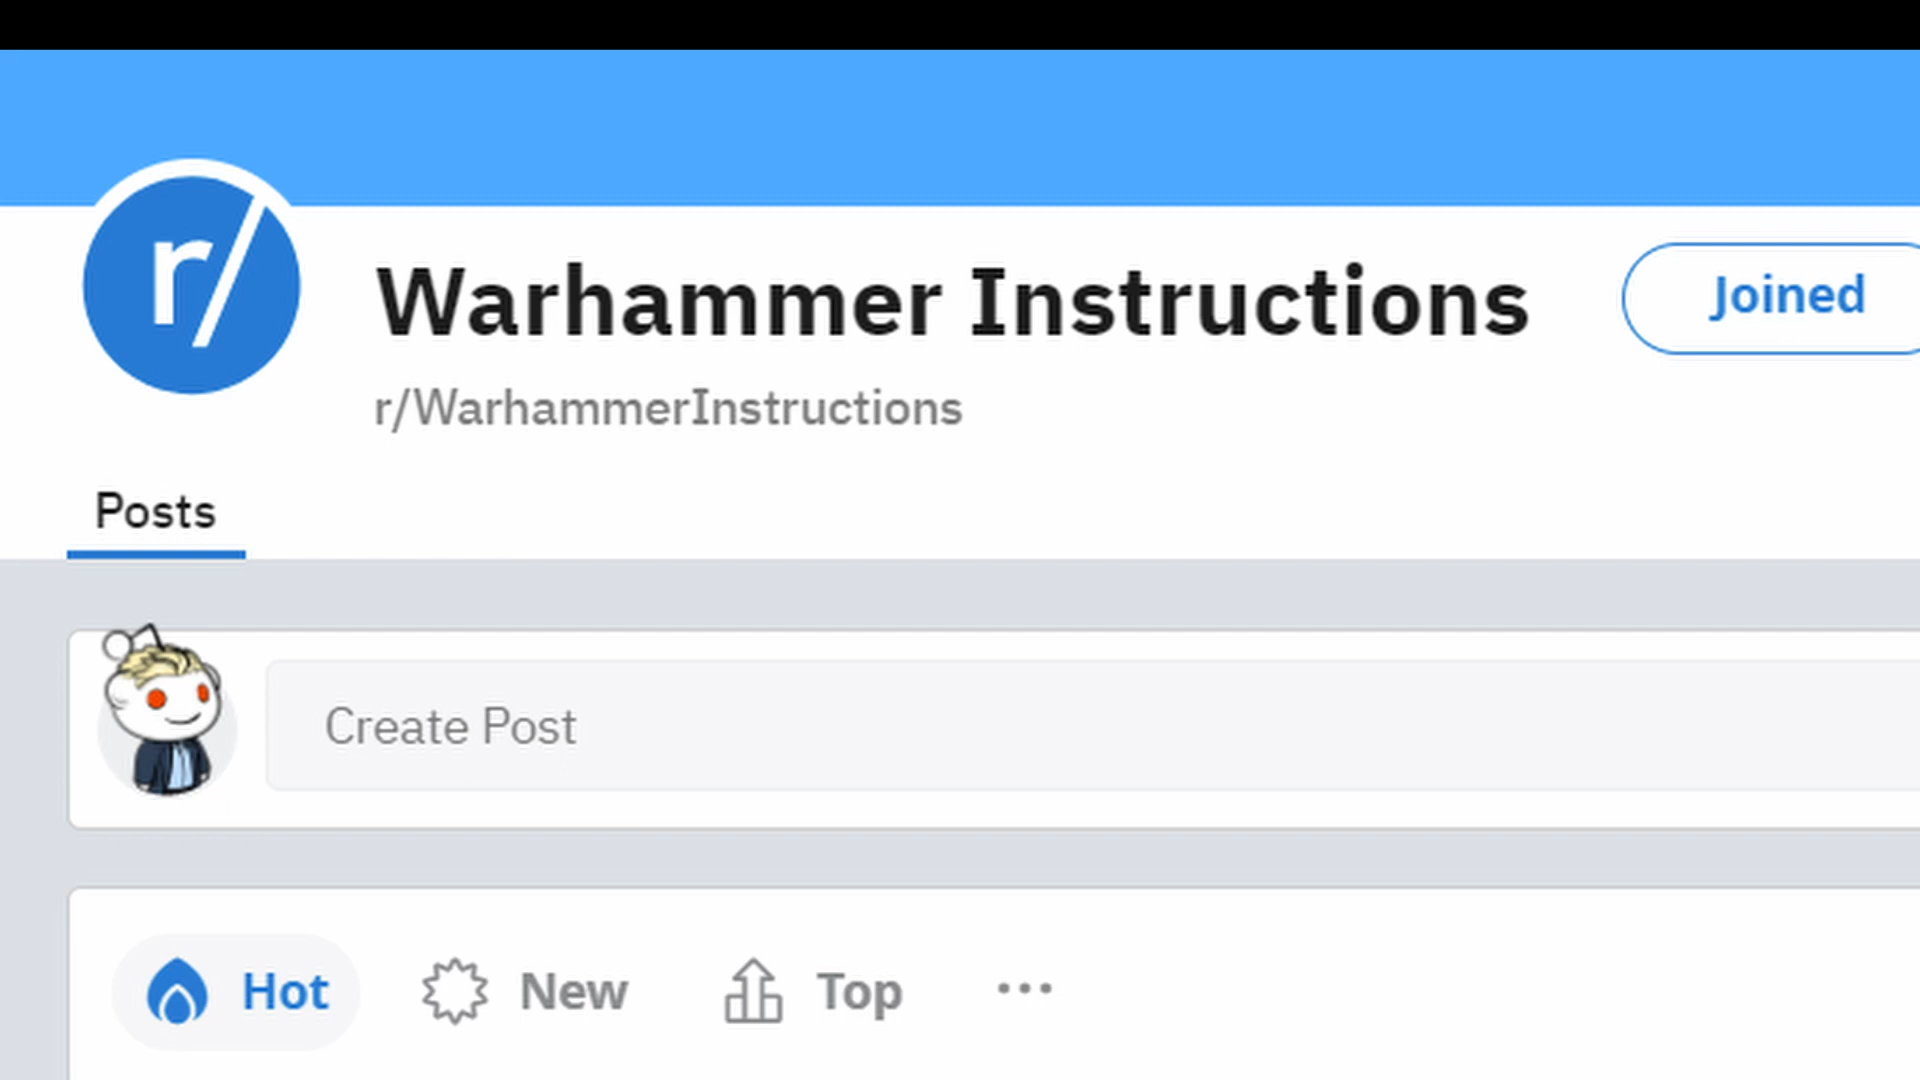 r/
Warhammer Instructions
Joined
r/WarhammerInstructions
Posts
Create Post
Hot New Top ...